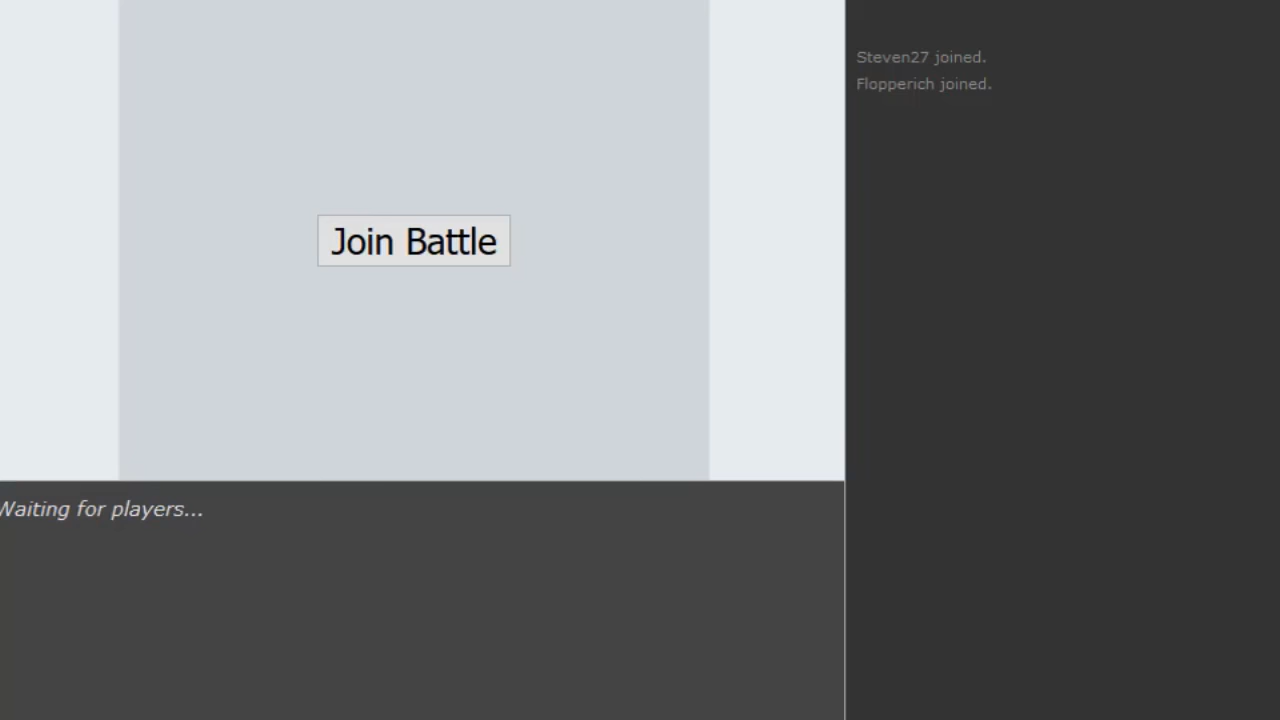 Steven27 joined.
Flopperich joined.
Join Battle
Waiting for players...